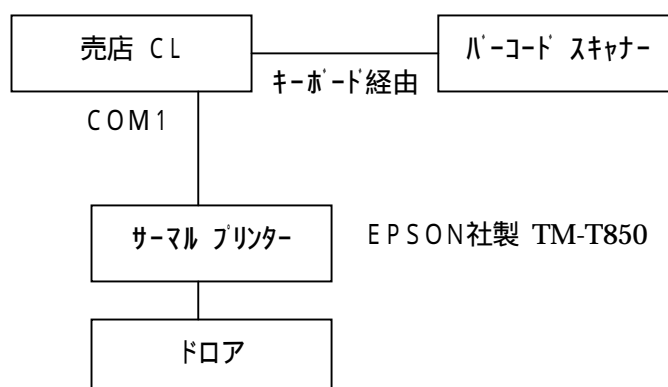 売店 CL
ﾊﾞｰｺｰﾄﾞ ｽｷｬﾅｰ
ｷｰﾎﾞｰﾄﾞ経由
COM1
ｻｰﾏﾙ ﾌﾟﾘﾝﾀｰ
EPSON社製 TM-T850
ﾄﾞﾛｱ